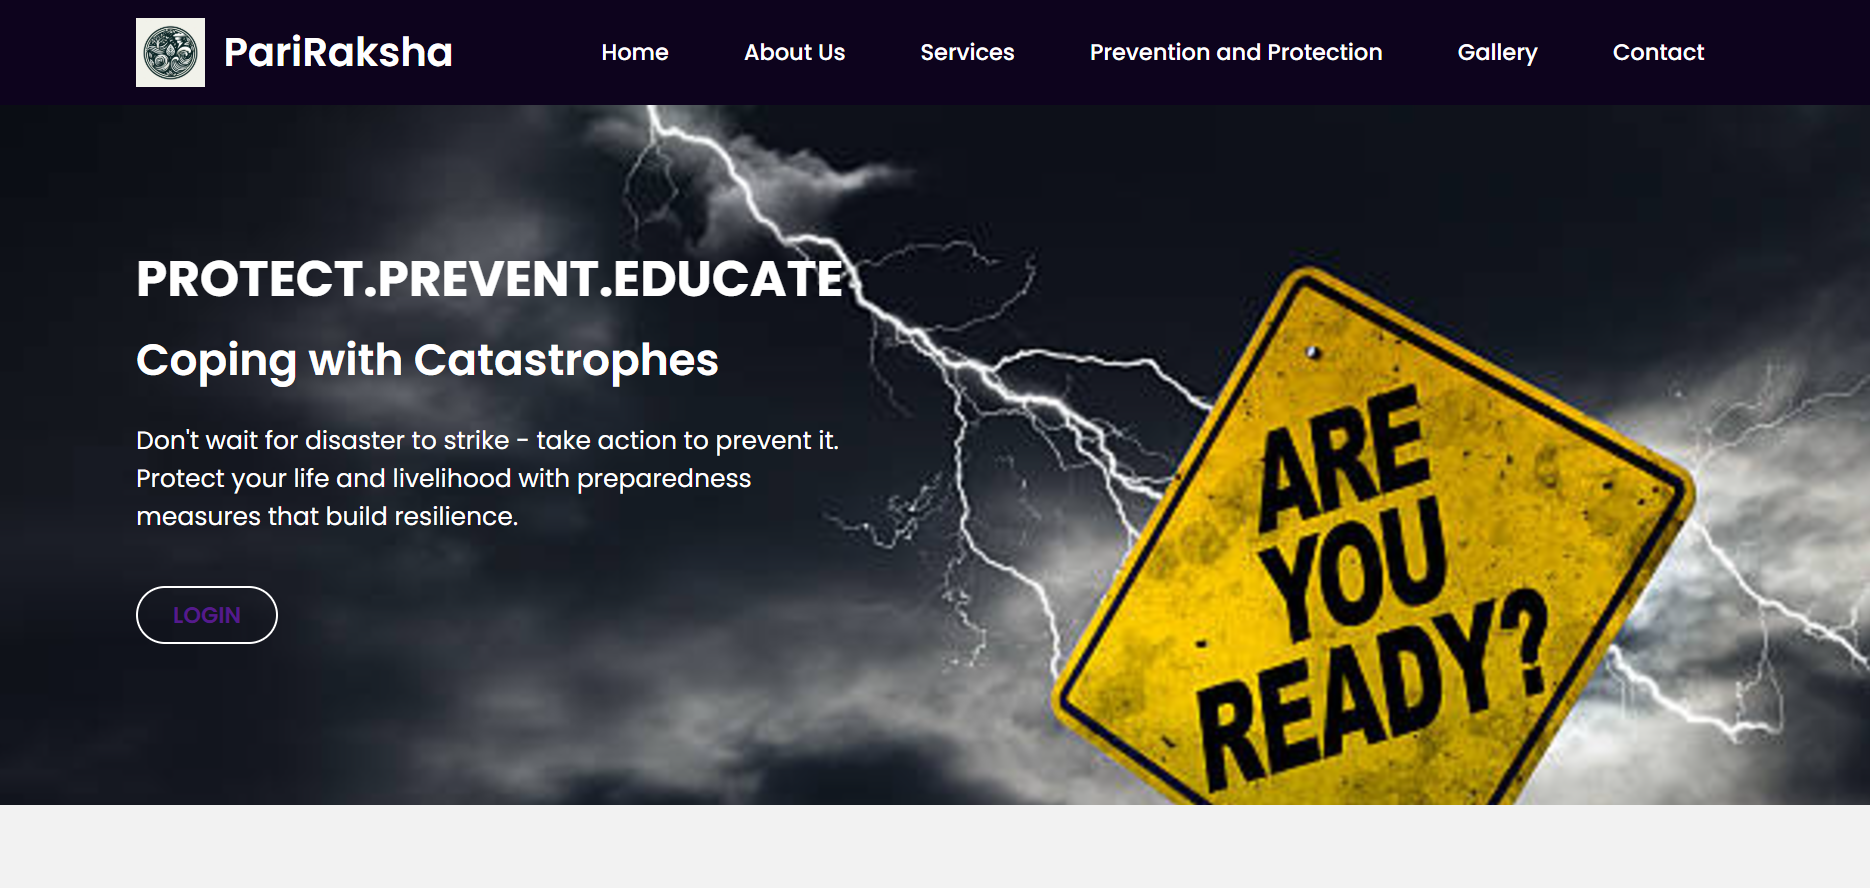 PariRaksha
Home
About Us
Services
Prevention and Protection
Gallery
Contact
PROTECT.PREVENT.EDUCATE
Coping with Catastrophes
Don't wait for disaster to strike - take action to prevent it.
Protect your life and livelihood with preparedness
measures that build resilience.
LOGIN
ARE
YOU
READY?